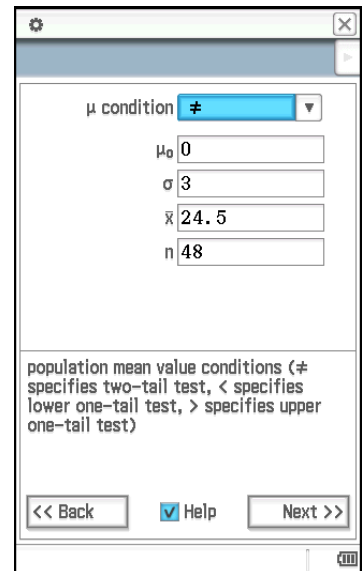 μ condition ≠
μ₀ 0
σ 3
x̄ 24.5
n 48
population mean value conditions (≠
specifies two-tail test, < specifies
lower one-tail test, > specifies upper
one-tail test)
<< Back Help Next >>